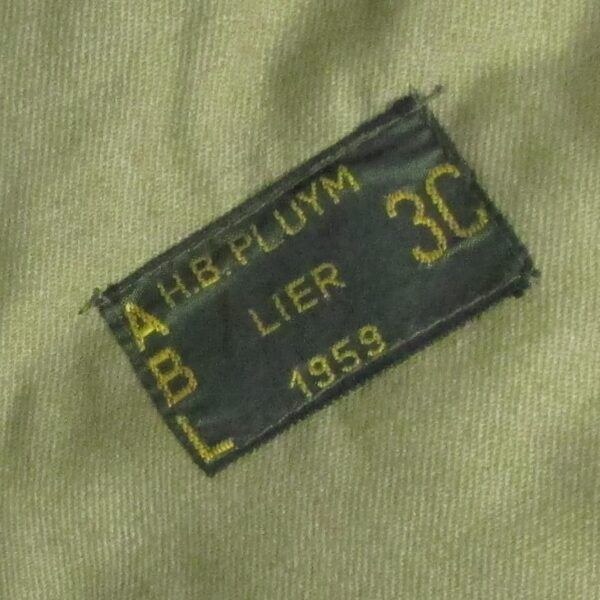 ABL
H.B.PLUYM
LIER
1959
3C